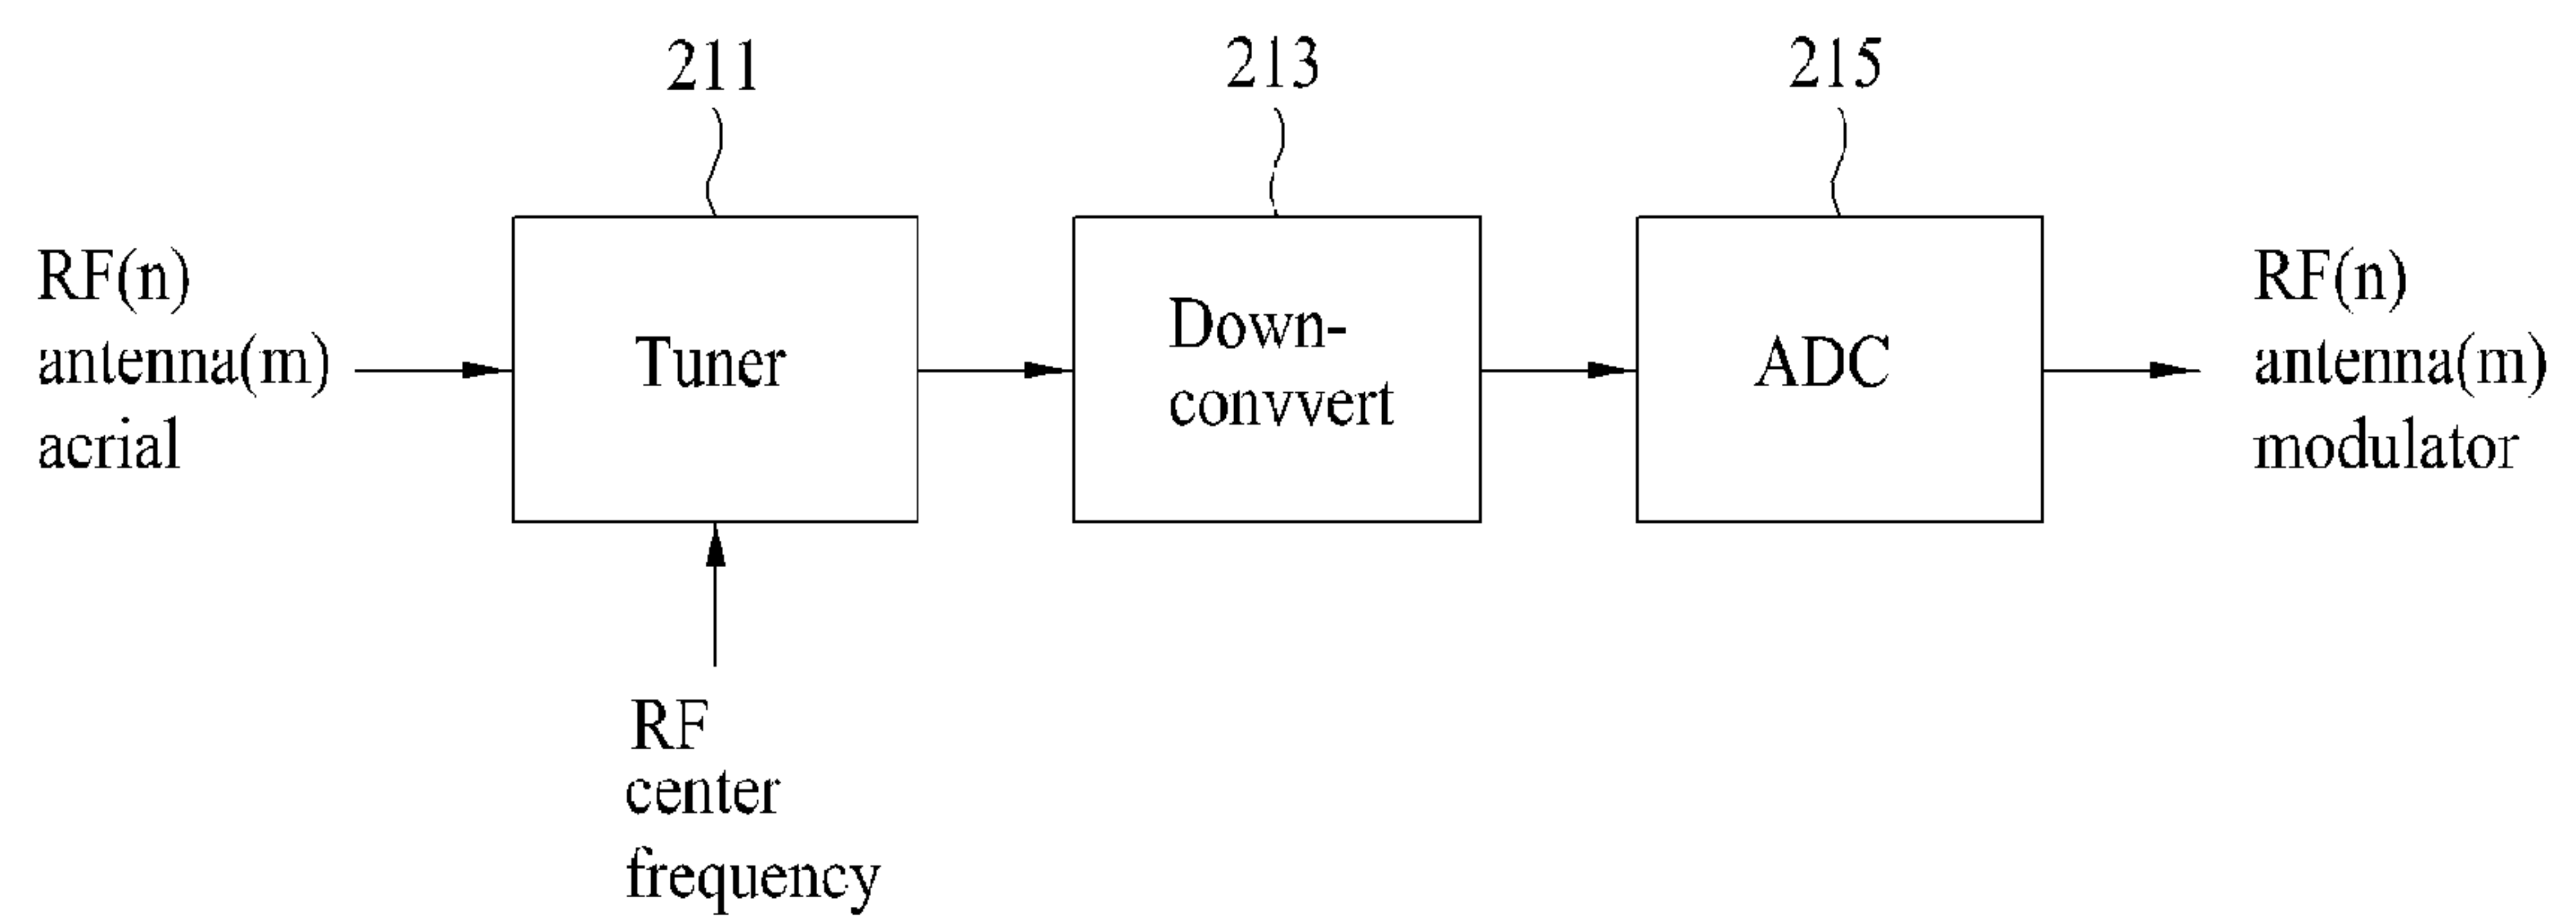 211
213
215
RF(n)
antenna(m)
acrial
Tuner
Down-
convvert
ADC
RF(n)
antenna(m)
modulator
RF
center
frequency